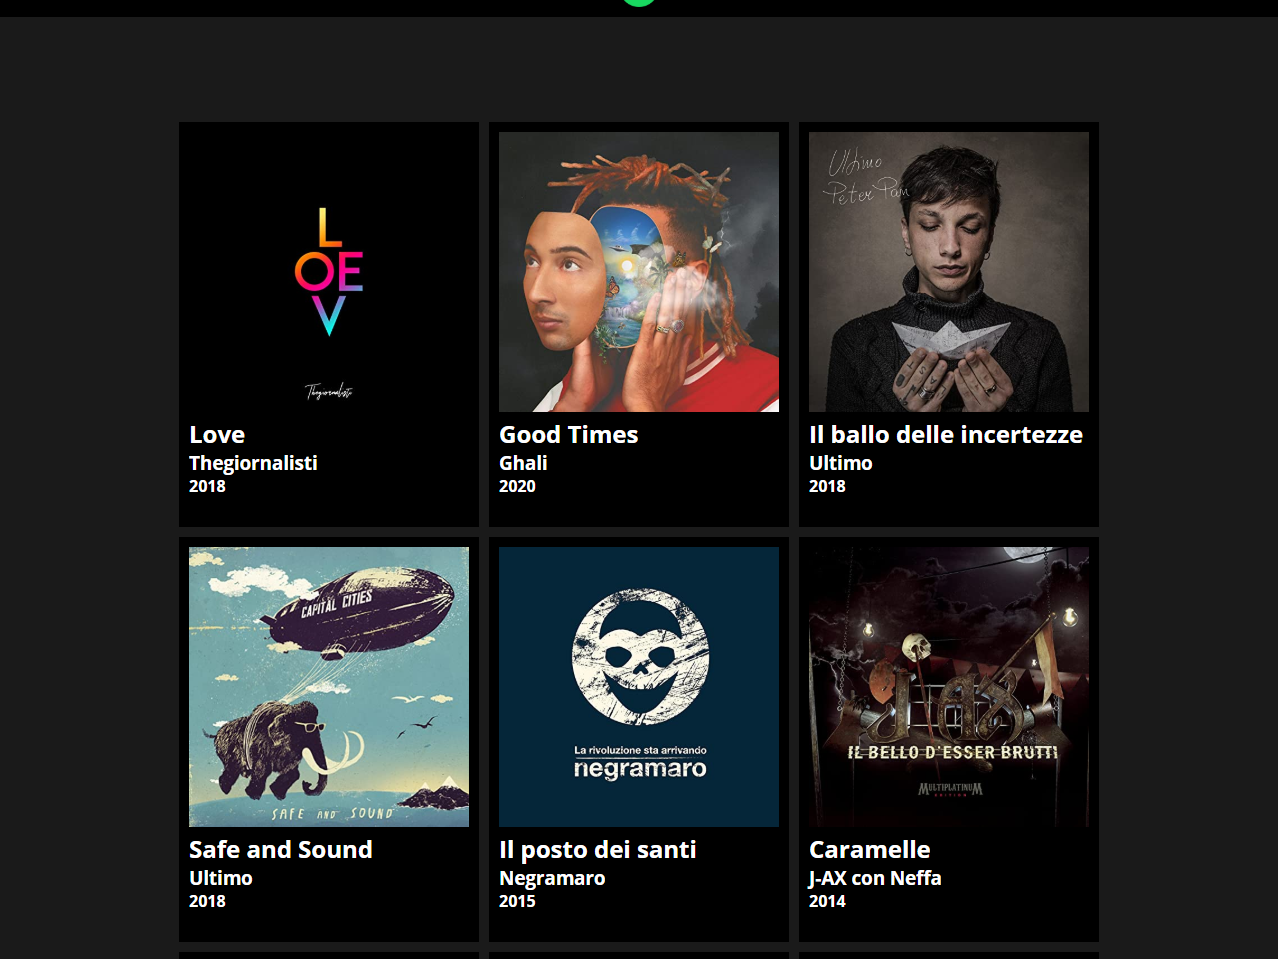 L
OE
V
Thegiornalisti
Love
Thegiornalisti
2018
Good Times
Ghali
2020
Ultimo
Peter Pan
Il ballo delle incertezze
Ultimo
2018
CAPITAL CITIES
SAFE AND SOUND
Safe and Sound
Ultimo
2018
La rivoluzione sta arrivando
negramaro
Il posto dei santi
Negramaro
2015
J-AX
IL BELLO D'ESSER BRUTTI
MULTIPLATINUM
EDITION
Caramelle
J-AX con Neffa
2014